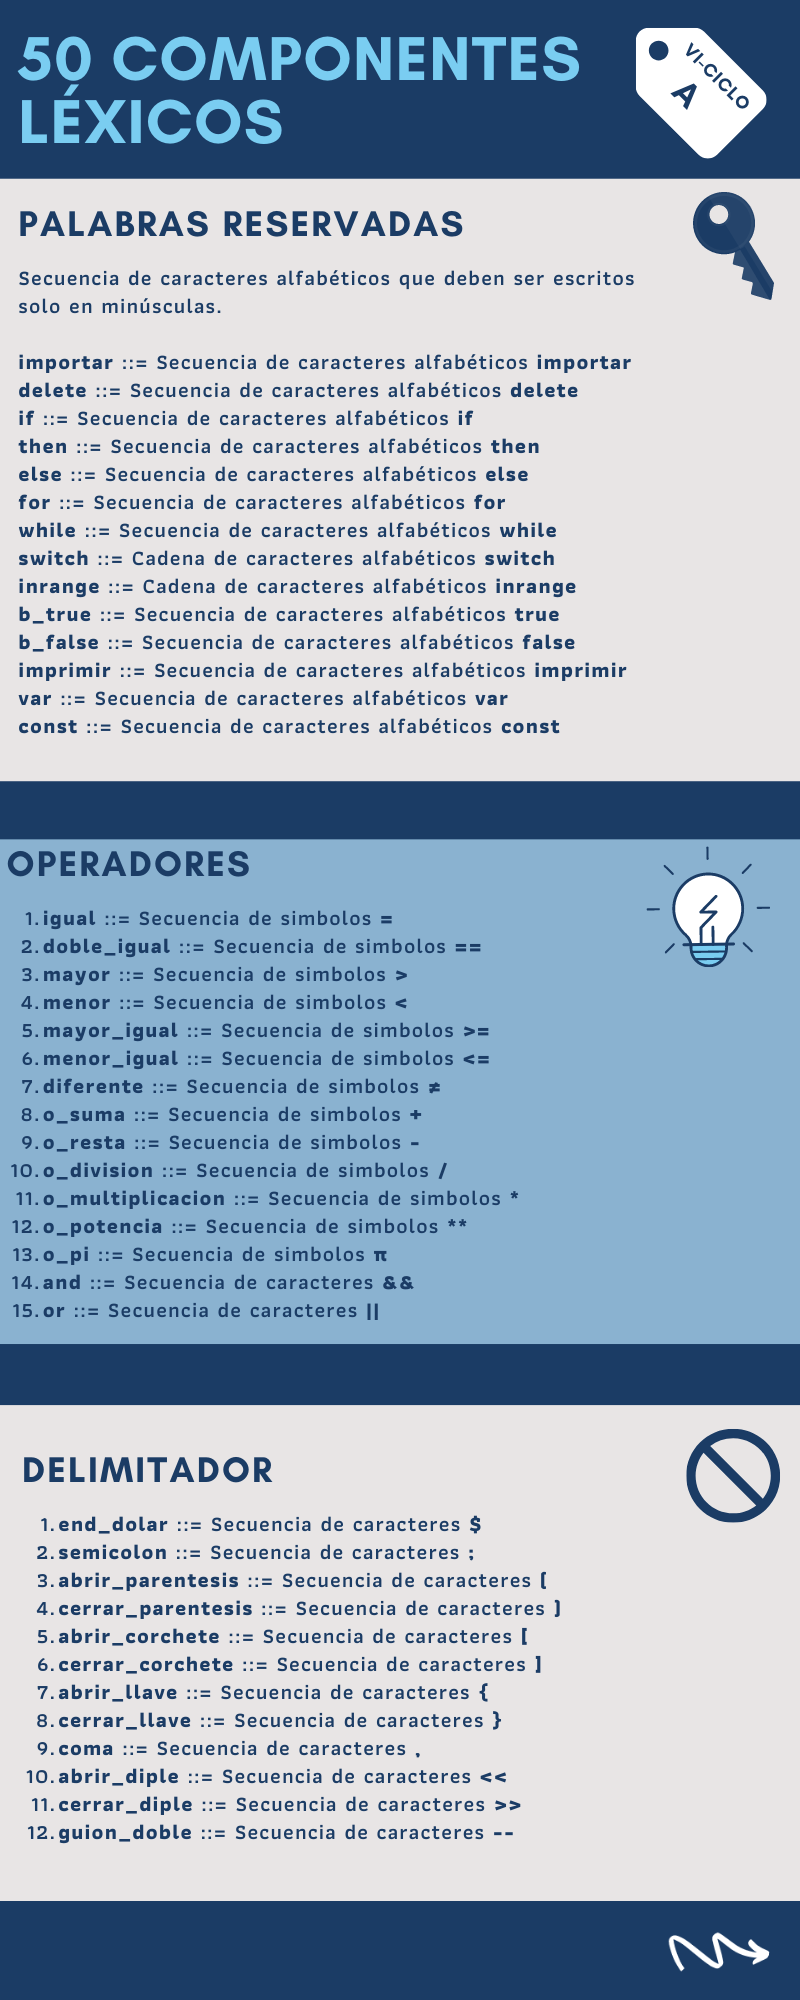 50 COMPONENTES
LÉXICOS
VI-CICLO
A
PALABRAS RESERVADAS
Secuencia de caracteres alfabéticos que deben ser escritos
solo en minúsculas.
importar ::= Secuencia de caracteres alfabéticos importar
delete ::= Secuencia de caracteres alfabéticos delete
if ::= Secuencia de caracteres alfabéticos if
then ::= Secuencia de caracteres alfabéticos then
else ::= Secuencia de caracteres alfabéticos else
for ::= Secuencia de caracteres alfabéticos for
while ::= Secuencia de caracteres alfabéticos while
switch ::= Cadena de caracteres alfabéticos switch
inrange ::= Cadena de caracteres alfabéticos inrange
b_true ::= Secuencia de caracteres alfabéticos true
b_false ::= Secuencia de caracteres alfabéticos false
imprimir ::= Secuencia de caracteres alfabéticos imprimir
var ::= Secuencia de caracteres alfabéticos var
const ::= Secuencia de caracteres alfabéticos const
OPERADORES
1. igual ::= Secuencia de simbolos =
2. doble_igual ::= Secuencia de simbolos ==
3. mayor ::= Secuencia de simbolos >
4. menor ::= Secuencia de simbolos <
5. mayor_igual ::= Secuencia de simbolos >=
6. menor_igual ::= Secuencia de simbolos <=
7. diferente ::= Secuencia de simbolos ≠
8. o_suma ::= Secuencia de simbolos +
9. o_resta ::= Secuencia de simbolos -
10. o_division ::= Secuencia de simbolos /
11. o_multiplicacion ::= Secuencia de simbolos *
12. o_potencia ::= Secuencia de simbolos **
13. o_pi ::= Secuencia de simbolos π
14. and ::= Secuencia de caracteres &&
15. or ::= Secuencia de caracteres ||
DELIMITADOR
1. end_dolar ::= Secuencia de caracteres $
2. semicolon ::= Secuencia de caracteres ;
3. abrir_parentesis ::= Secuencia de caracteres (
4. cerrar_parentesis ::= Secuencia de caracteres )
5. abrir_corchete ::= Secuencia de caracteres [
6. cerrar_corchete ::= Secuencia de caracteres ]
7. abrir_llave ::= Secuencia de caracteres {
8. cerrar_llave ::= Secuencia de caracteres }
9. coma ::= Secuencia de caracteres ,
10. abrir_diple ::= Secuencia de caracteres <<
11. cerrar_diple ::= Secuencia de caracteres >>
12. guion_doble ::= Secuencia de caracteres --